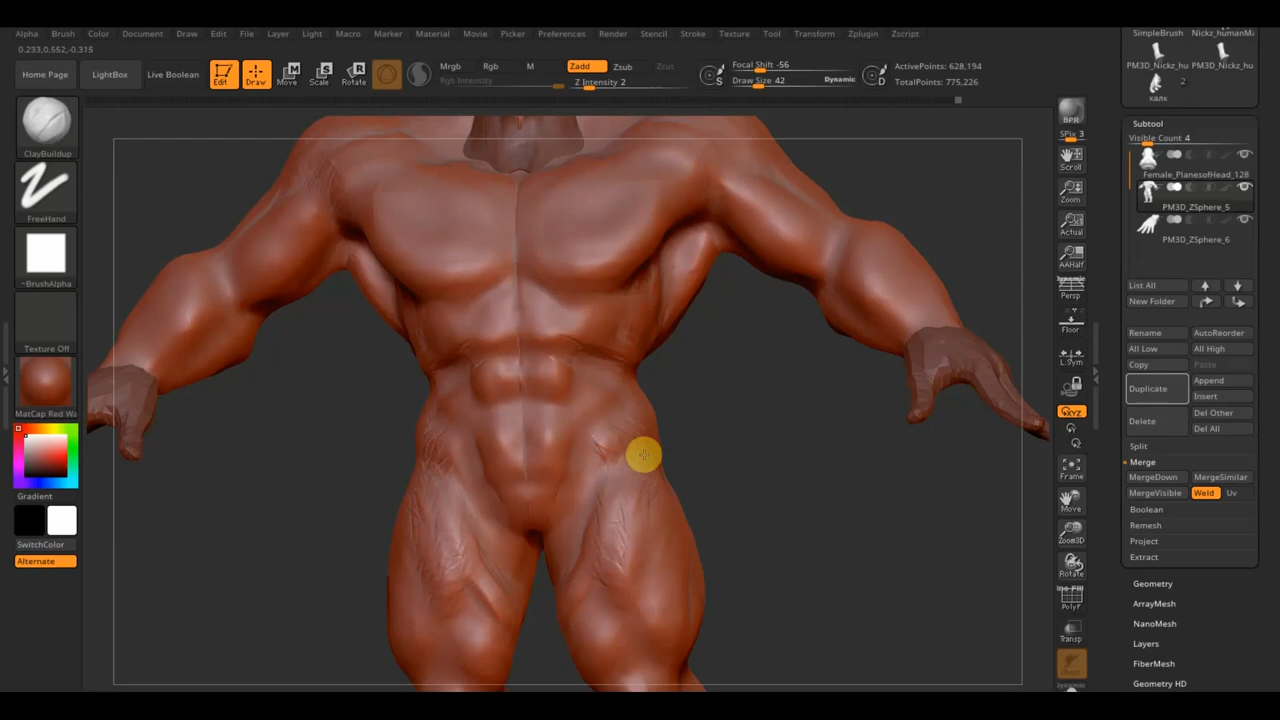 Alpha Brush Color Document Draw Edit File Layer Light Macro Marker Material Movie Picker Preferences Render Stencil Stroke Texture Tool Transform Zplugin Zscript
0.233,0.552,-0.315
Home Page LightBox Live Boolean Edit Draw Move Scale Rotate Mrgb Rgb M Zadd Zsub Zcut Focal Shift -56 ActivePoints: 628,194
Rgb Intensity Z Intensity 2 S Draw Size 42 Dynamic D TotalPoints: 775,226
ClayBuildup
FreeHand
~BrushAlpha
Texture Off
MatCap Red Wa
Gradient
SwitchColor
Alternate
BPR
SPix 3
Scroll
Zoom
Actual
AAHalf
Dynamic
Persp
Floor
L.Sym
XYZ
Frame
Move
Zoom3D
Rotate
PolyF
Transp
Dynamic
SimpleBrush Nickz_humanMa
PM3D_Nickz_hu PM3D_Nickz_hu
2
калк
Subtool
Visible Count 4
Female_PlanesofHead_128
PM3D_ZSphere_5
PM3D_ZSphere_6
List All
New Folder
Rename AutoReorder
All Low All High
Copy Paste
Duplicate Append
Insert
Delete Del Other
Del All
Split
Merge
MergeDown MergeSimilar
MergeVisible Weld Uv
Boolean
Remesh
Project
Extract
Geometry
ArrayMesh
NanoMesh
Layers
FiberMesh
Geometry HD